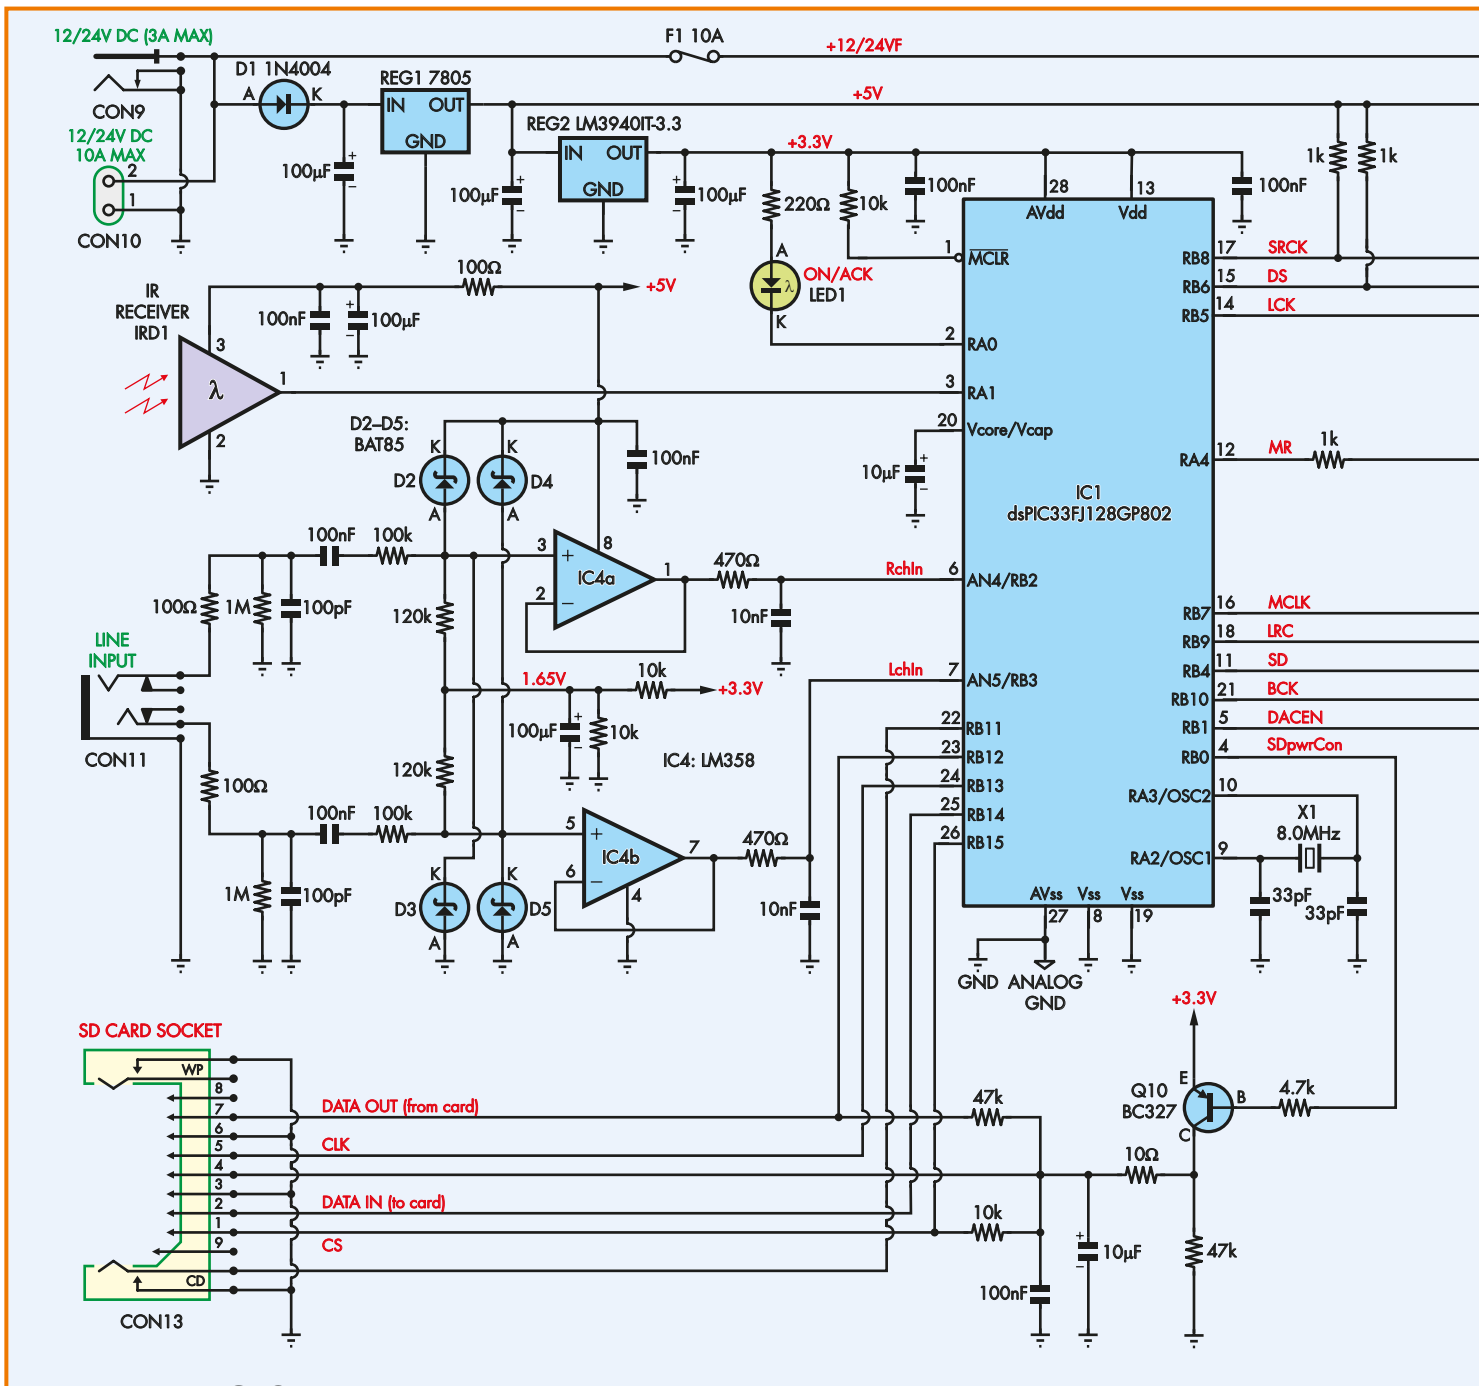 12/24V DC (3A MAX)
CON9
12/24V DC
10A MAX
2
1
CON10
D1 1N4004
A
K
100µF
+
−
REG1 7805
IN
OUT
GND
F1 10A
+12/24VF
+5V
REG2 LM3940IT-3.3
IN
OUT
GND
100µF
+
−
100µF
+
−
+3.3V
220Ω
10k
100nF
100nF
1k
1k
A
λ
K
ON/ACK
LED1
IR
RECEIVER
IRD1
3
λ
1
2
100nF
+
100µF
−
100Ω
+5V
D2–D5:
BAT85
K
D2
A
K
D4
A
100nF
28
AVdd
13
Vdd
1
MCLR
2
RA0
3
RA1
20
Vcore/Vcap
10µF
+
−
IC1
dsPIC33FJ128GP802
17
RB8
SRCK
15
RB6
DS
14
RB5
LCK
12
RA4
MR
1k
100nF
100k
100Ω
1M
100pF
120k
3
+
8
IC4a
1
2
−
470Ω
10nF
RchIn
6
AN4/RB2
LINE
INPUT
CON11
1.65V
10k
+3.3V
+
100µF
−
10k
120k
IC4: LM358
LchIn
7
AN5/RB3
22
RB11
23
RB12
24
RB13
25
RB14
26
RB15
16
RB7
MCLK
18
RB9
LRC
11
RB4
SD
21
RB10
BCK
5
RB1
DACEN
4
RB0
SDpwrCon
10
RA3/OSC2
9
RA2/OSC1
X1
8.0MHz
33pF
33pF
100Ω
100nF
100k
1M
100pF
K
D3
A
K
D5
A
5
+
IC4b
7
6
−
4
470Ω
10nF
AVss
27
Vss
8
Vss
19
GND
ANALOG
GND
SD CARD SOCKET
WP
8
7
6
5
4
3
2
1
9
CD
CON13
DATA OUT (from card)
CLK
DATA IN (to card)
CS
47k
10k
100nF
+
10µF
−
10Ω
+3.3V
E
Q10
BC327
B
C
4.7k
47k